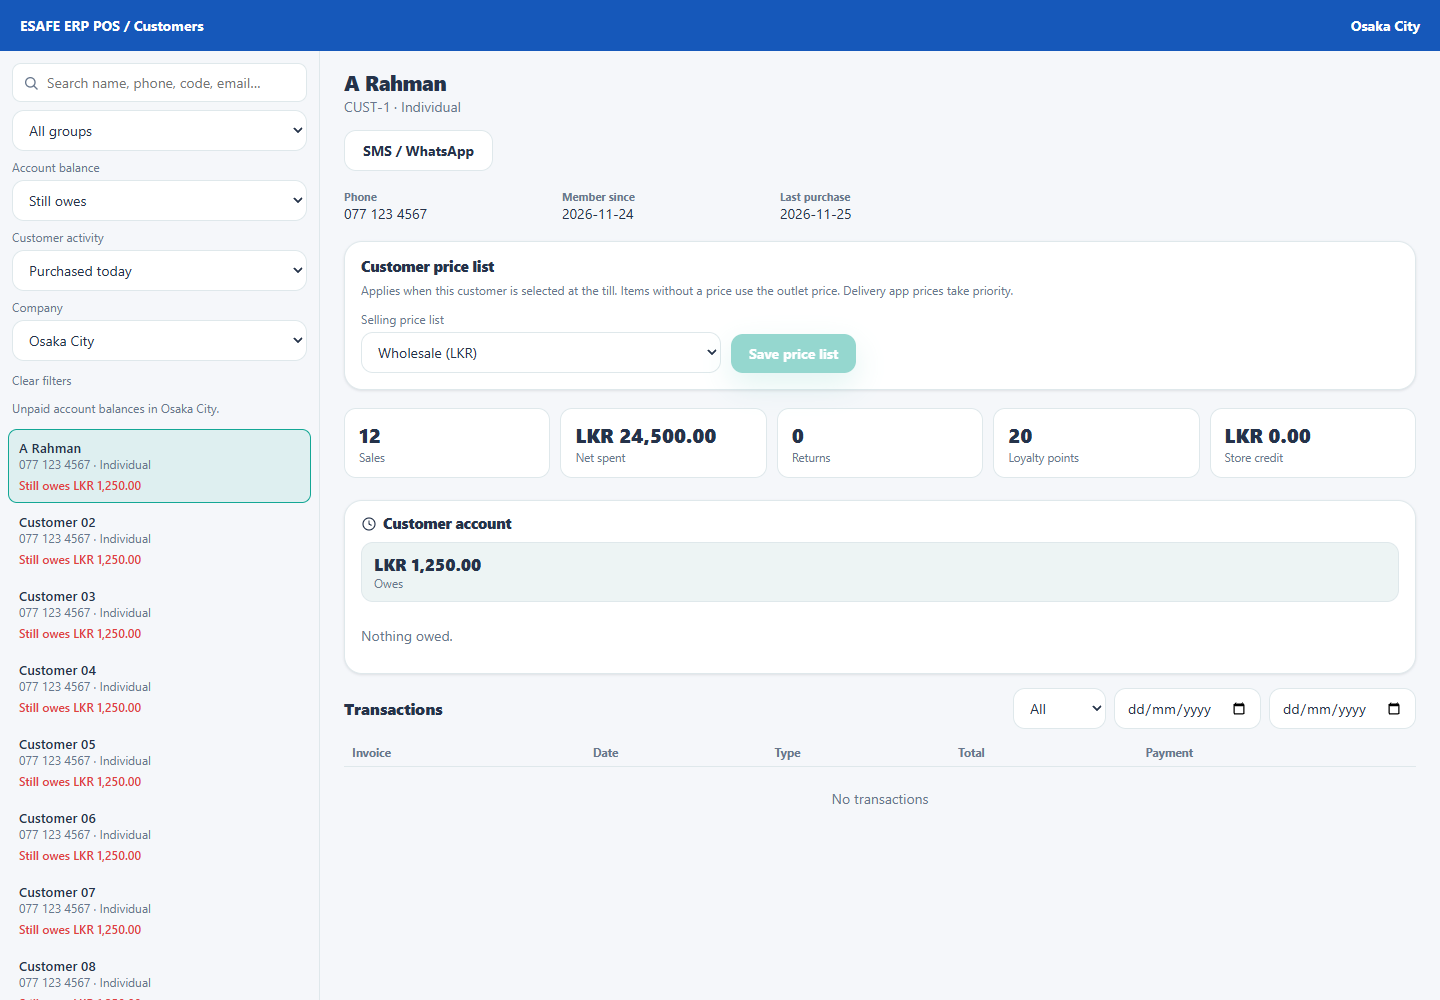 ESAFE ERP POS / Customers
Osaka City
Search name, phone, code, email...
All groups
Account balance
Still owes
Customer activity
Purchased today
Company
Osaka City
Clear filters
Unpaid account balances in Osaka City.
A Rahman
077 123 4567 · Individual
Still owes LKR 1,250.00
Customer 02
077 123 4567 · Individual
Still owes LKR 1,250.00
Customer 03
077 123 4567 · Individual
Still owes LKR 1,250.00
Customer 04
077 123 4567 · Individual
Still owes LKR 1,250.00
Customer 05
077 123 4567 · Individual
Still owes LKR 1,250.00
Customer 06
077 123 4567 · Individual
Still owes LKR 1,250.00
Customer 07
077 123 4567 · Individual
Still owes LKR 1,250.00
Customer 08
077 123 4567 · Individual
A Rahman
CUST-1 · Individual
SMS / WhatsApp
Phone
077 123 4567
Member since
2026-11-24
Last purchase
2026-11-25
Customer price list
Applies when this customer is selected at the till. Items without a price use the outlet price. Delivery app prices take priority.
Selling price list
Wholesale (LKR)
Save price list
12
Sales
LKR 24,500.00
Net spent
0
Returns
20
Loyalty points
LKR 0.00
Store credit
Customer account
LKR 1,250.00
Owes
Nothing owed.
Transactions
All
dd/mm/yyyy
dd/mm/yyyy
Invoice Date Type Total Payment
No transactions